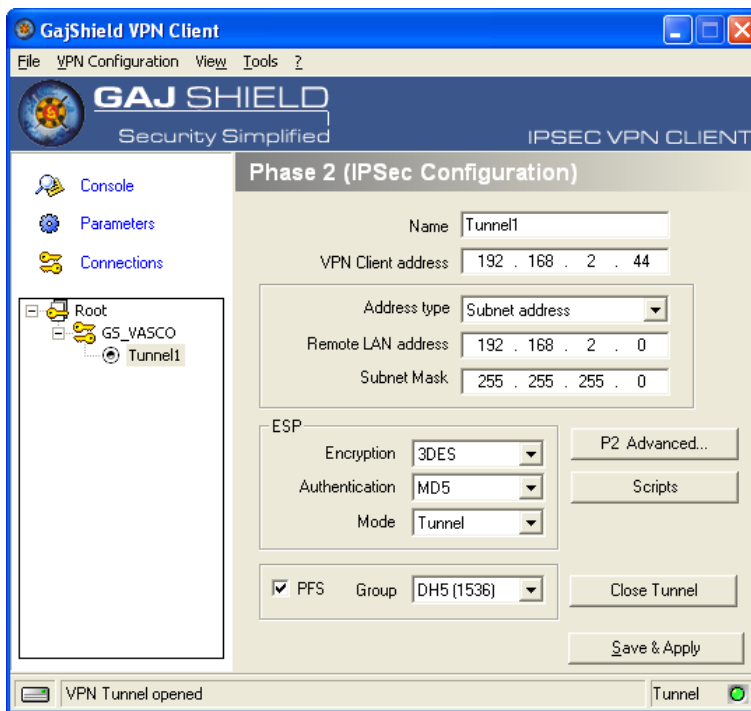 GajShield VPN Client
File VPN Configuration View Tools ?
GAJ SHIELD
Security Simplified
IPSEC VPN CLIENT
Console
Parameters
Connections
Root
GS_VASCO
Tunnel1
Phase 2 (IPSec Configuration)
Name Tunnel1
VPN Client address 192 . 168 . 2 . 44
Address type Subnet address
Remote LAN address 192 . 168 . 2 . 0
Subnet Mask 255 . 255 . 255 . 0
ESP
Encryption 3DES
Authentication MD5
Mode Tunnel
P2 Advanced...
Scripts
PFS Group DH5 (1536)
Close Tunnel
Save & Apply
VPN Tunnel opened
Tunnel